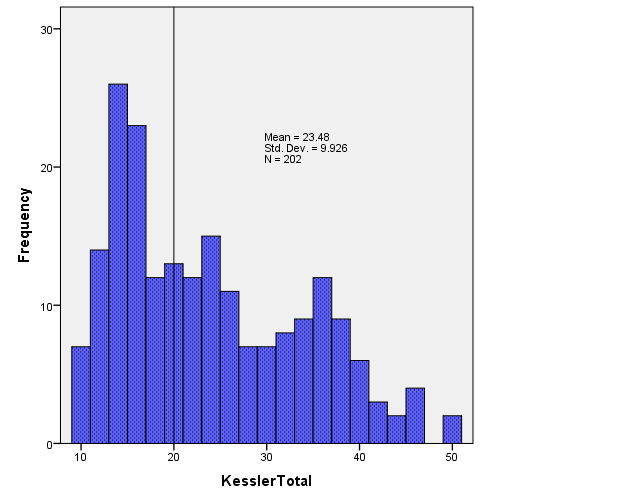 30
20
10
0
Frequency
Mean = 23.48
Std. Dev. = 9.926
N = 202
10 20 30 40 50
KesslerTotal